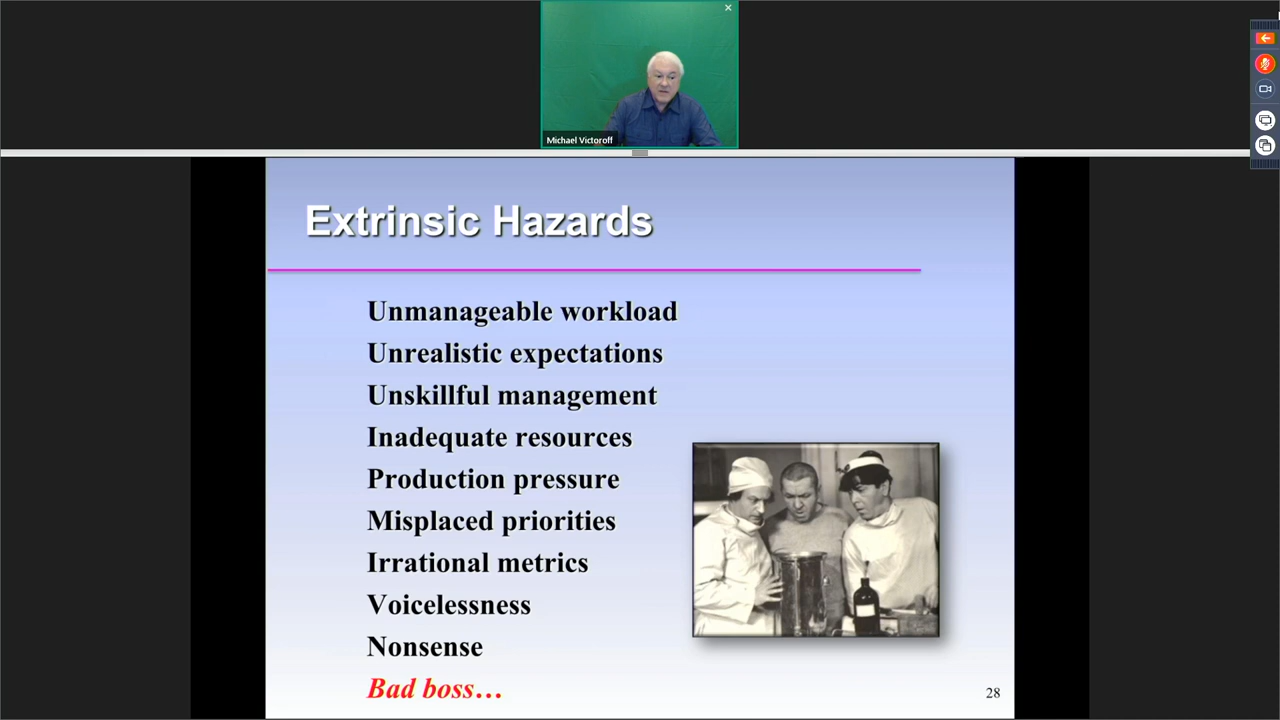 Michael Victoroff
Extrinsic Hazards
Unmanageable workload
Unrealistic expectations
Unskillful management
Inadequate resources
Production pressure
Misplaced priorities
Irrational metrics
Voicelessness
Nonsense
Bad boss…
28